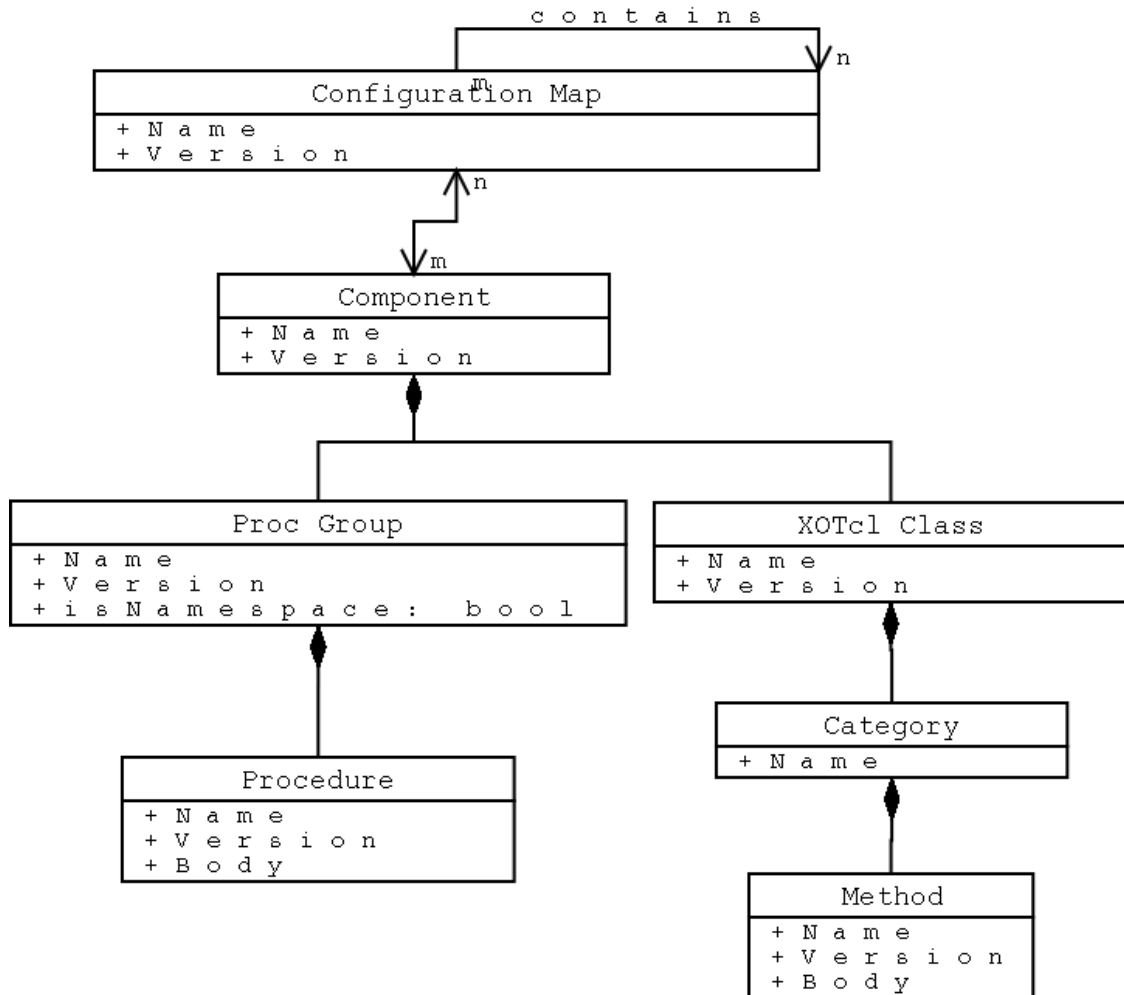 contains
n
m
Configuration Map
+ Name
+ Version
n
m
Component
+ Name
+ Version
Proc Group
+ Name
+ Version
+ isNamespace: bool
XOTcl Class
+ Name
+ Version
Category
+ Name
Procedure
+ Name
+ Version
+ Body
Method
+ Name
+ Version
+ Body